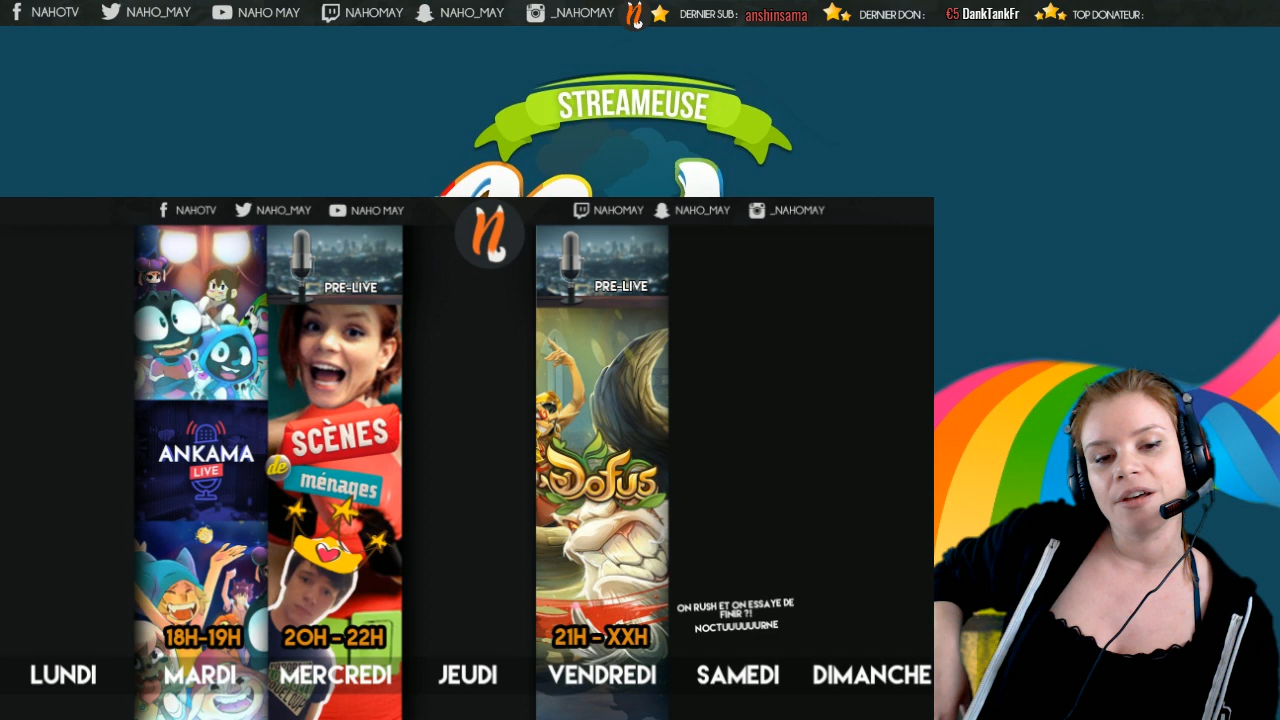 NAHOTV NAHO_MAY NAHO MAY NAHOMAY NAHO_MAY _NAHOMAY n DERNIER SUB : anshinsama DERNIER DON : €5 DankTankFr TOP DONATEUR :
STREAMEUSE
NAHOTV NAHO_MAY NAHO MAY n NAHOMAY NAHO_MAY _NAHOMAY
PRE-LIVE
PRE-LIVE
ANKAMA
LIVE
SCÈNES
de
ménages
Dofus
ON RUSH ET ON ESSAYE DE
FINIR ?!
NOCTUUUUUURNE
18H-19H
20H - 22H
21H - XXH
LUNDI MARDI MERCREDI JEUDI VENDREDI SAMEDI DIMANCHE